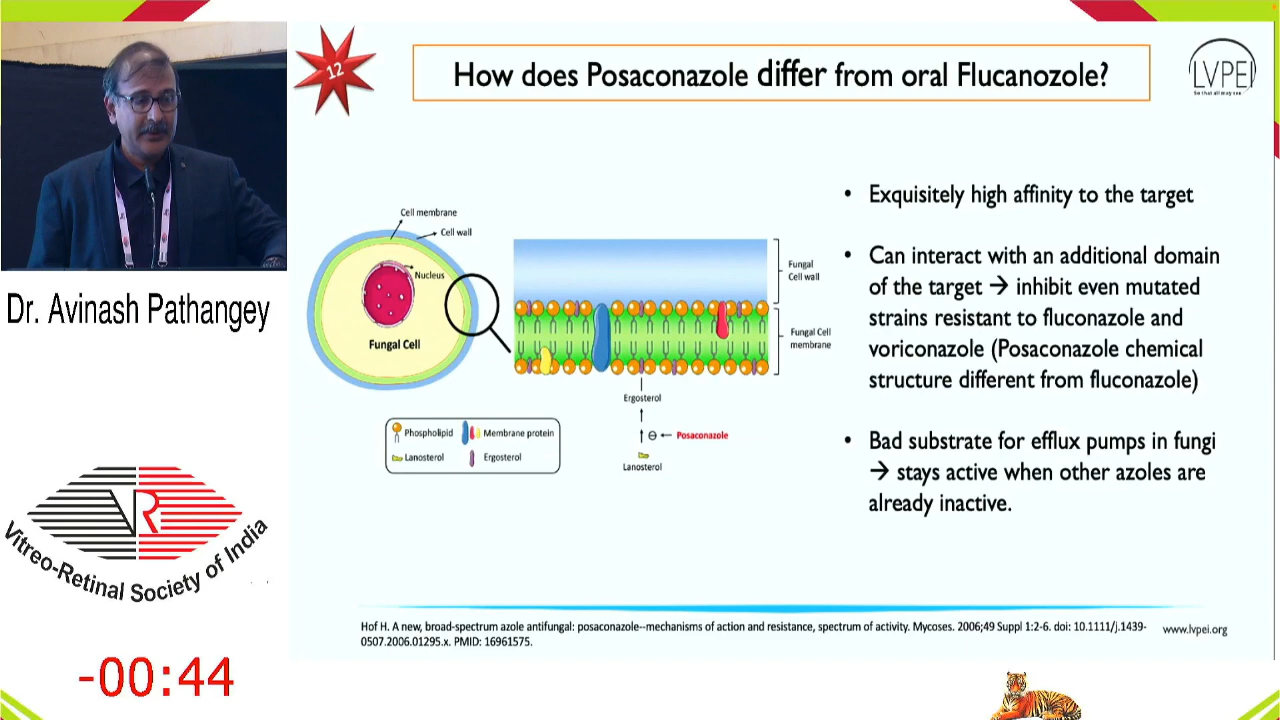 12
How does Posaconazole differ from oral Flucanozole?
LVPEI
So that all may see
Dr. Avinash Pathangey
VR
Vitreo-Retinal Society of India
-00:44
Cell membrane
Cell wall
Nucleus
Fungal Cell
Fungal
Cell wall
Fungal Cell
membrane
Ergosterol
Posaconazole
Lanosterol
Phospholipid
Membrane protein
Lanosterol
Ergosterol
• Exquisitely high affinity to the target
• Can interact with an additional domain
of the target → inhibit even mutated
strains resistant to fluconazole and
voriconazole (Posaconazole chemical
structure different from fluconazole)
• Bad substrate for efflux pumps in fungi
→ stays active when other azoles are
already inactive.
Hof H. A new, broad-spectrum azole antifungal: posaconazole--mechanisms of action and resistance, spectrum of activity. Mycoses. 2006;49 Suppl 1:2-6. doi: 10.1111/j.1439-
0507.2006.01295.x. PMID: 16961575.
www.lvpei.org